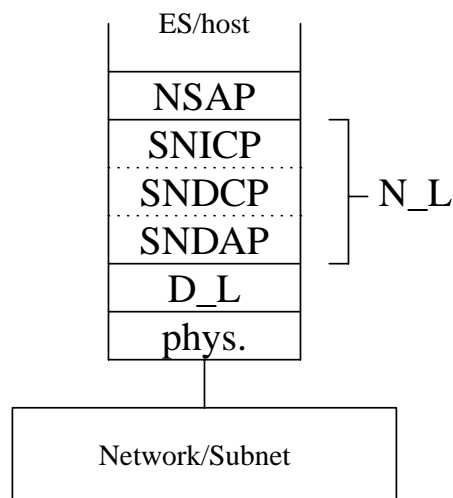 ES/host
NSAP
SNICP
SNDCP
N_L
SNDAP
D_L
phys.
Network/Subnet